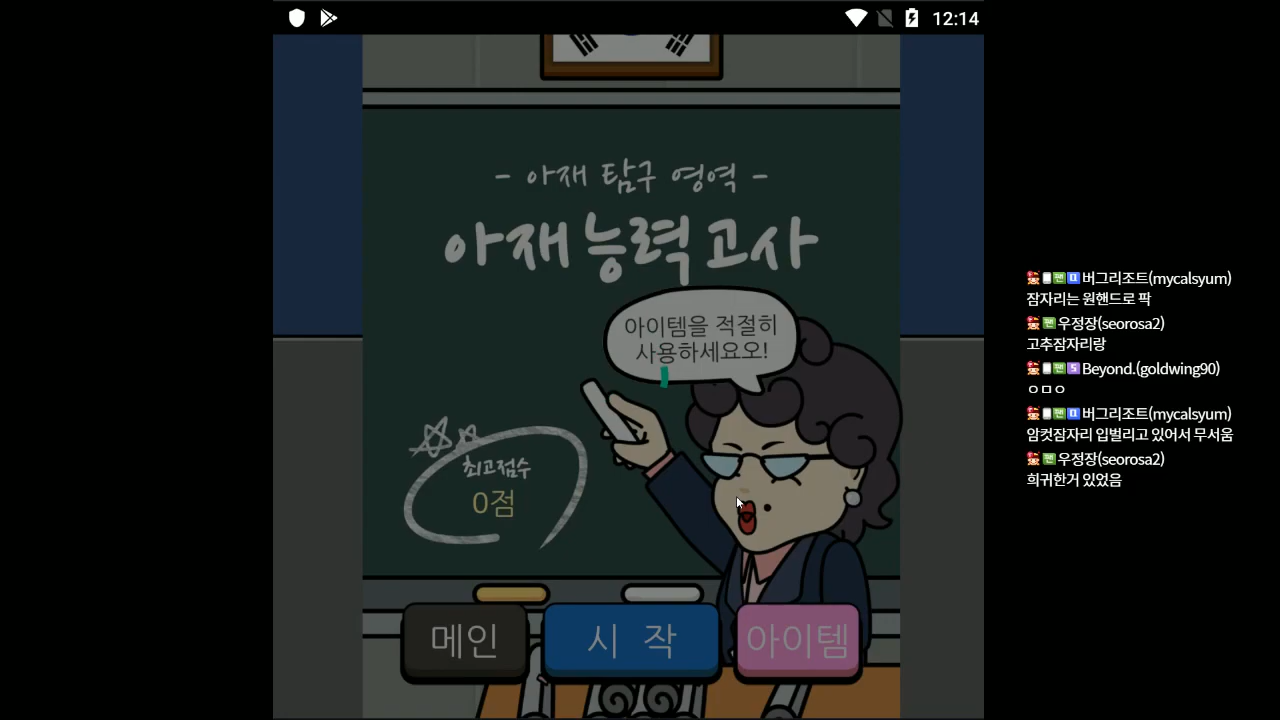 12:14
- 아재 탐구 영역 -
아재능력고사
아이템을 적절히
사용하세요오!
최고점수
0점
메인
시 작
아이템
팬 버그리조트(mycalsyum)
잠자리는 원핸드로 팍
팬 우정장(seorosa2)
고추잠자리랑
팬 S Beyond.(goldwing90)
ㅇㅁㅇ
팬 버그리조트(mycalsyum)
암컷잠자리 입벌리고 있어서 무서움
팬 우정장(seorosa2)
희귀한거 있었음